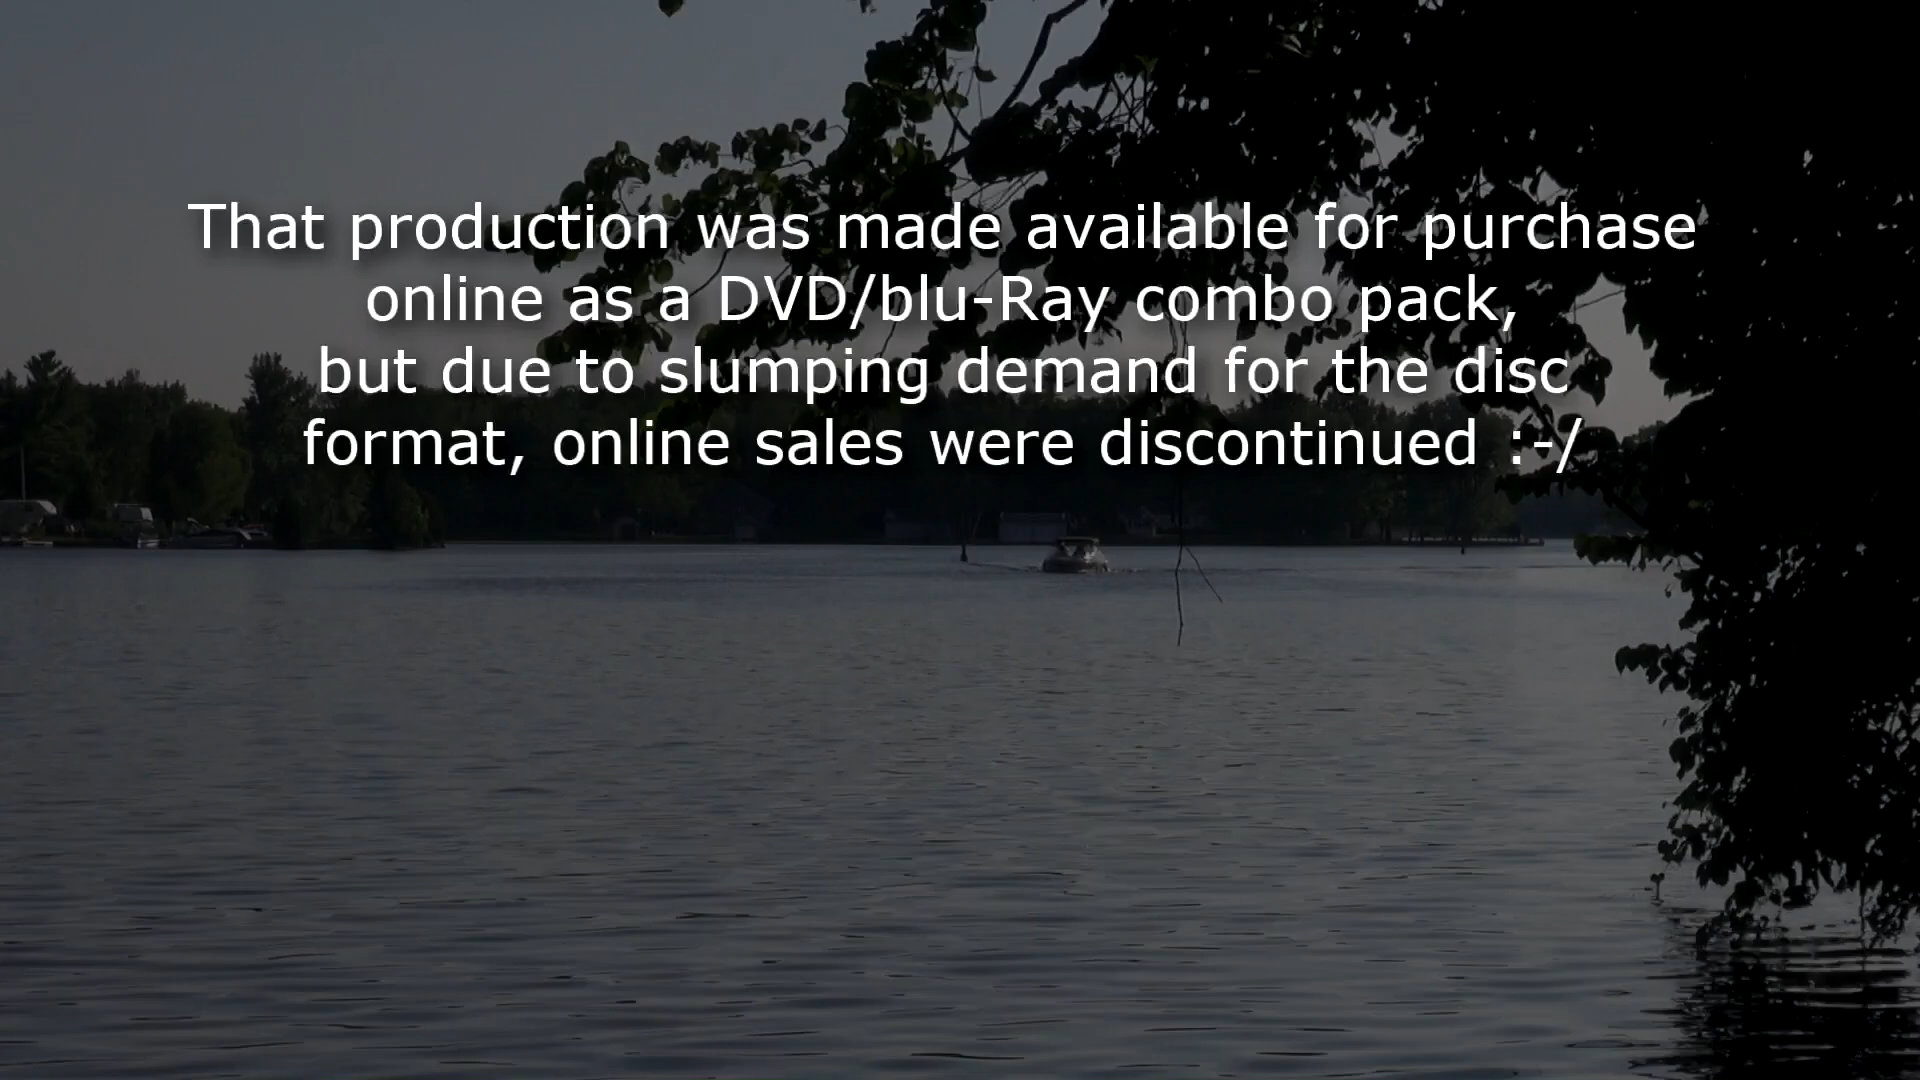 That production was made available for purchase
online as a DVD/blu-Ray combo pack,
but due to slumping demand for the disc
format, online sales were discontinued :-/